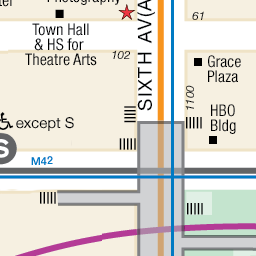 Photography
61
Town Hall
& HS for
Theatre Arts
SIXTH AV(A
102
Grace
Plaza
1100
HBO
Bldg
except S
S
M42